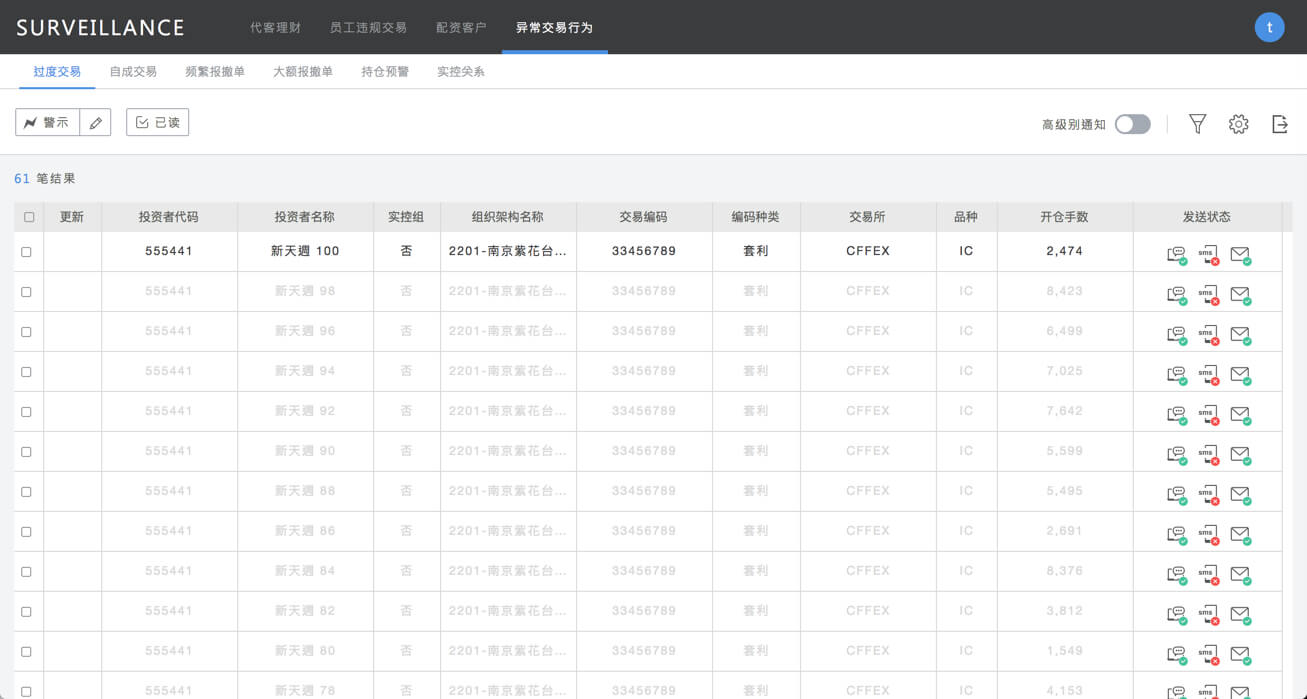 SURVEILLANCE 代客理财 员工违规交易 配资客户 异常交易行为 t
过度交易 自成交易 频繁报撤单 大额报撤单 持仓预警 实控关系
警示 已读 高级别通知
61 笔结果
更新 投资者代码 投资者名称 实控组 组织架构名称 交易编码 编码种类 交易所 品种 开仓手数 发送状态
555441 新天週 100 否 2201-南京紫花台... 33456789 套利 CFFEX IC 2,474 sms
555441 新天週 98 否 2201-南京紫花台... 33456789 套利 CFFEX IC 8,423 sms
555441 新天週 96 否 2201-南京紫花台... 33456789 套利 CFFEX IC 6,499 sms
555441 新天週 94 否 2201-南京紫花台... 33456789 套利 CFFEX IC 7,025 sms
555441 新天週 92 否 2201-南京紫花台... 33456789 套利 CFFEX IC 7,642 sms
555441 新天週 90 否 2201-南京紫花台... 33456789 套利 CFFEX IC 5,599 sms
555441 新天週 88 否 2201-南京紫花台... 33456789 套利 CFFEX IC 5,495 sms
555441 新天週 86 否 2201-南京紫花台... 33456789 套利 CFFEX IC 2,691 sms
555441 新天週 84 否 2201-南京紫花台... 33456789 套利 CFFEX IC 8,376 sms
555441 新天週 82 否 2201-南京紫花台... 33456789 套利 CFFEX IC 3,812 sms
555441 新天週 80 否 2201-南京紫花台... 33456789 套利 CFFEX IC 1,549 sms
555441 新天週 78 否 2201-南京紫花台... 33456789 套利 CFFEX IC 4,153 sms